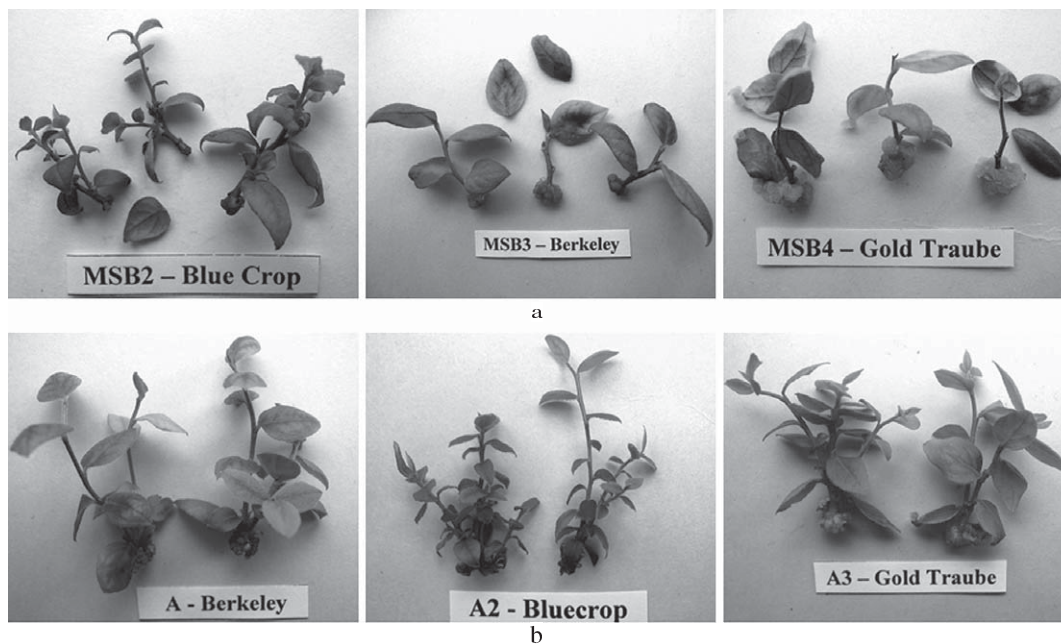 MSB2 – Blue Crop
MSB3 – Berkeley
MSB4 – Gold Traube
a
A - Berkeley
A2 - Bluecrop
A3 – Gold Traube
b